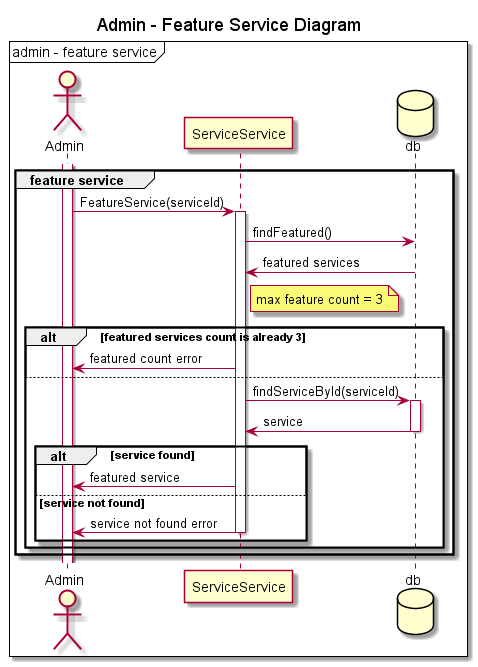 Admin - Feature Service Diagram
admin - feature service
Admin
ServiceService
db
feature service
FeatureService(serviceId)
findFeatured()
featured services
max feature count = 3
alt
[featured services count is already 3]
featured count error
findServiceById(serviceId)
service
alt
[service found]
featured service
[service not found]
service not found error
Admin
ServiceService
db